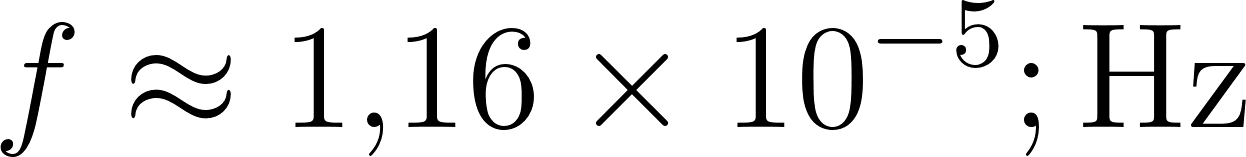 f ≈ 1,16 × 10⁻⁵; Hz